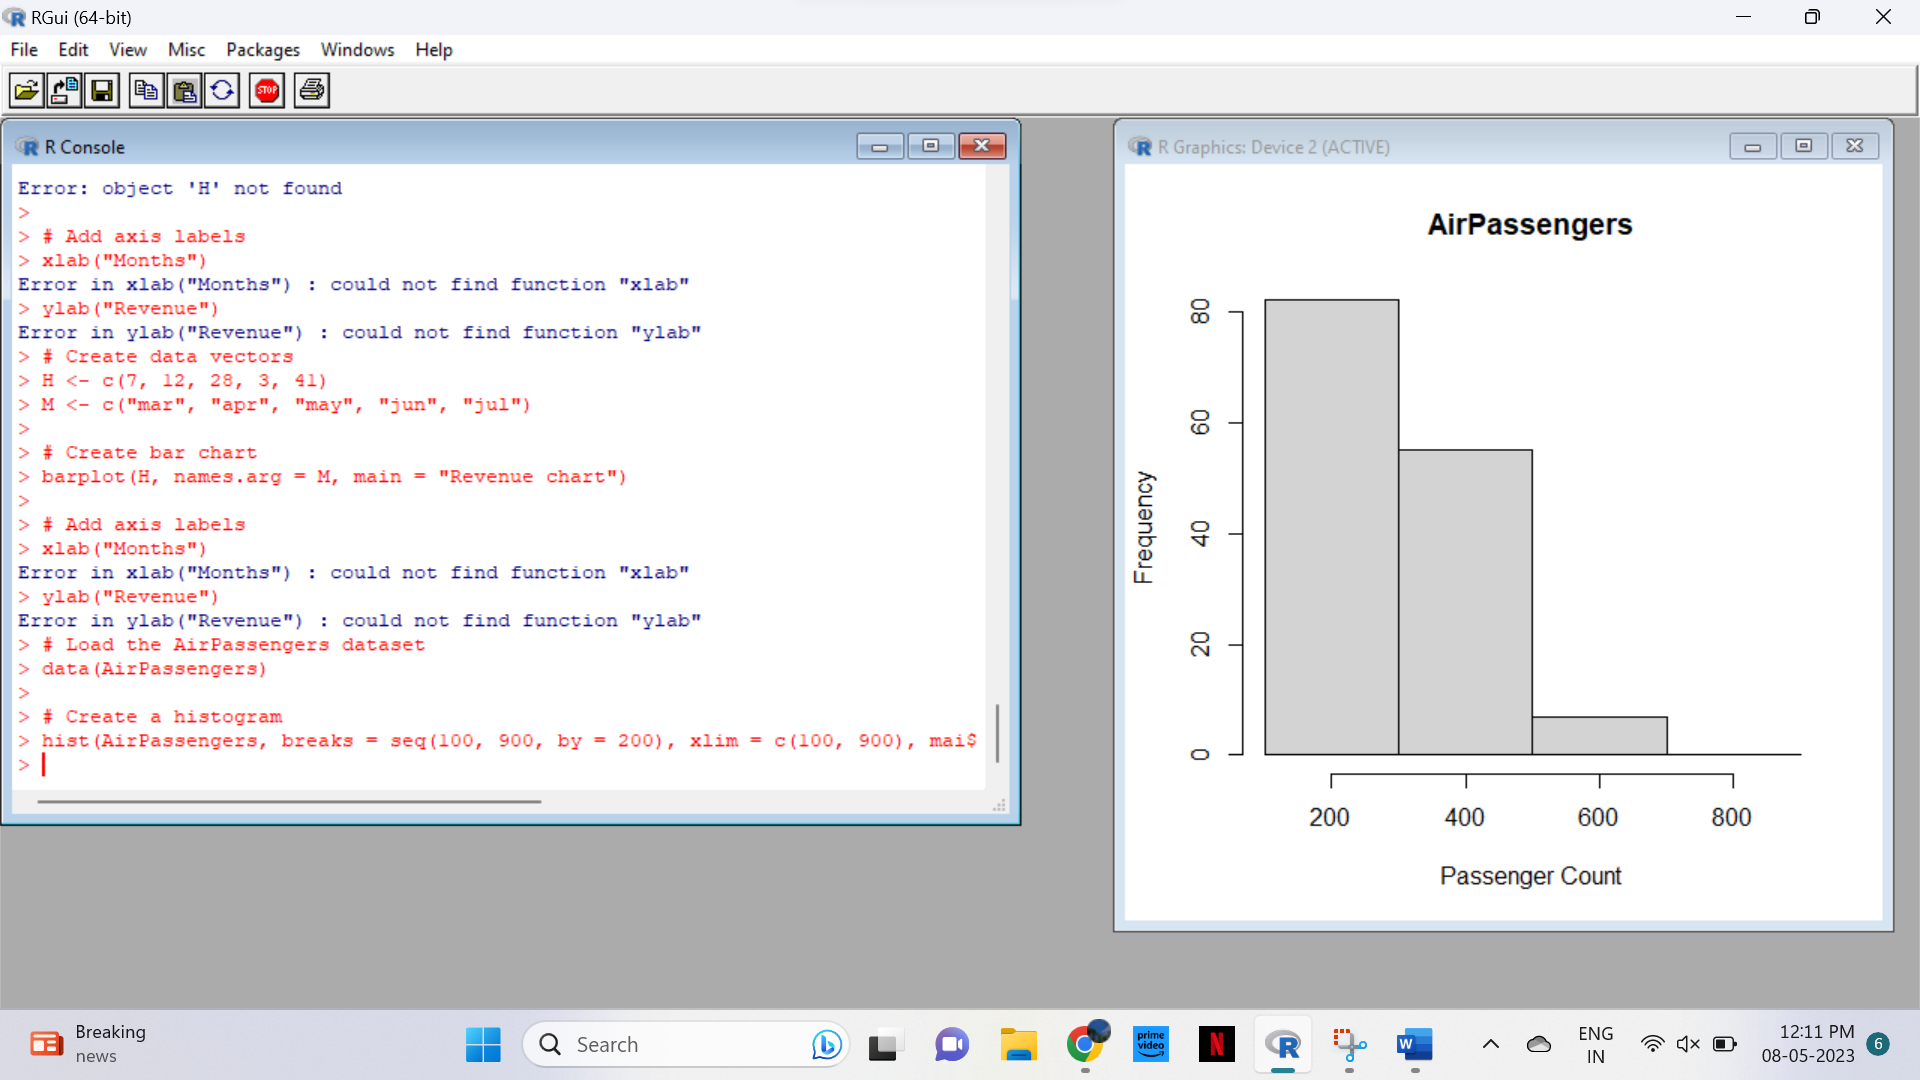 RGui (64-bit)
File Edit View Misc Packages Windows Help
STOP
R Console
Error: object 'H' not found
>
> # Add axis labels
> xlab("Months")
Error in xlab("Months") : could not find function "xlab"
> ylab("Revenue")
Error in ylab("Revenue") : could not find function "ylab"
> # Create data vectors
> H <- c(7, 12, 28, 3, 41)
> M <- c("mar", "apr", "may", "jun", "jul")
>
> # Create bar chart
> barplot(H, names.arg = M, main = "Revenue chart")
>
> # Add axis labels
> xlab("Months")
Error in xlab("Months") : could not find function "xlab"
> ylab("Revenue")
Error in ylab("Revenue") : could not find function "ylab"
> # Load the AirPassengers dataset
> data(AirPassengers)
>
> # Create a histogram
> hist(AirPassengers, breaks = seq(100, 900, by = 200), xlim = c(100, 900), mai$
>
R Graphics: Device 2 (ACTIVE)
AirPassengers
Frequency
80
60
40
20
0
200 400 600 800
Passenger Count
Breaking
news
Search
prime
video
N
R
W
ENG
IN
12:11 PM
08-05-2023
6